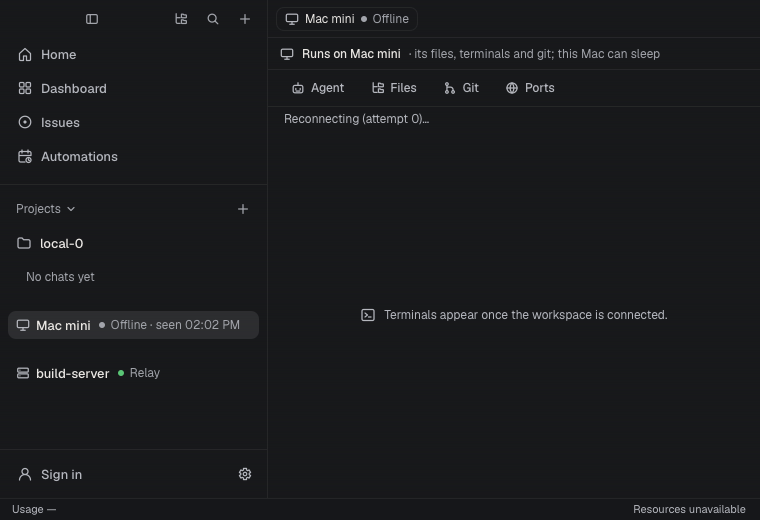 Home
Dashboard
Issues
Automations
Projects
local-0
No chats yet
Mac mini Offline · seen 02:02 PM
build-server Relay
Sign in
Mac mini Offline
Runs on Mac mini · its files, terminals and git; this Mac can sleep
Agent Files Git Ports
Reconnecting (attempt 0)…
Terminals appear once the workspace is connected.
Usage —
Resources unavailable